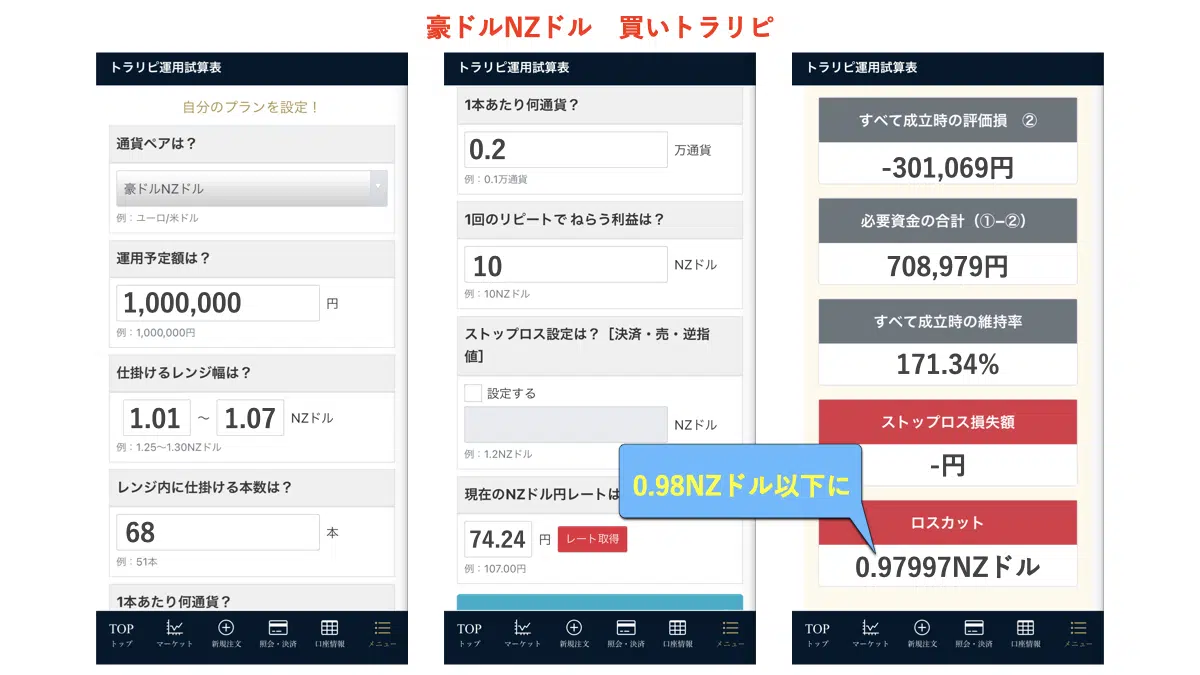 豪ドルNZドル　買いトラリピ
トラリピ運用試算表
自分のプランを設定！
通貨ペアは？
豪ドルNZドル
例：ユーロ/米ドル
運用予定額は？
1,000,000 円
例：1,000,000円
仕掛けるレンジ幅は？
1.01 ～ 1.07 NZドル
例：1.25〜1.30NZドル
レンジ内に仕掛ける本数は？
68 本
例：51本
1本あたり何通貨？
TOP マーケット 新規注文 照会・決済 口座情報 メニュー
トップ
トラリピ運用試算表
1本あたり何通貨？
0.2 万通貨
例：0.1万通貨
1回のリピートで ねらう利益は？
10 NZドル
例：10NZドル
ストップロス設定は？［決済・売・逆指
値］
設定する
NZドル
例：1.2NZドル
現在のNZドル円レートは
74.24 円 レート取得
例：107.00円
TOP マーケット 新規注文 照会・決済 口座情報 メニュー
トップ
トラリピ運用試算表
すべて成立時の評価損　②
-301,069円
必要資金の合計（①−②）
708,979円
すべて成立時の維持率
171.34%
ストップロス損失額
-円
0.98NZドル以下に
ロスカット
0.97997NZドル
TOP マーケット 新規注文 照会・決済 口座情報 メニュー
トップ